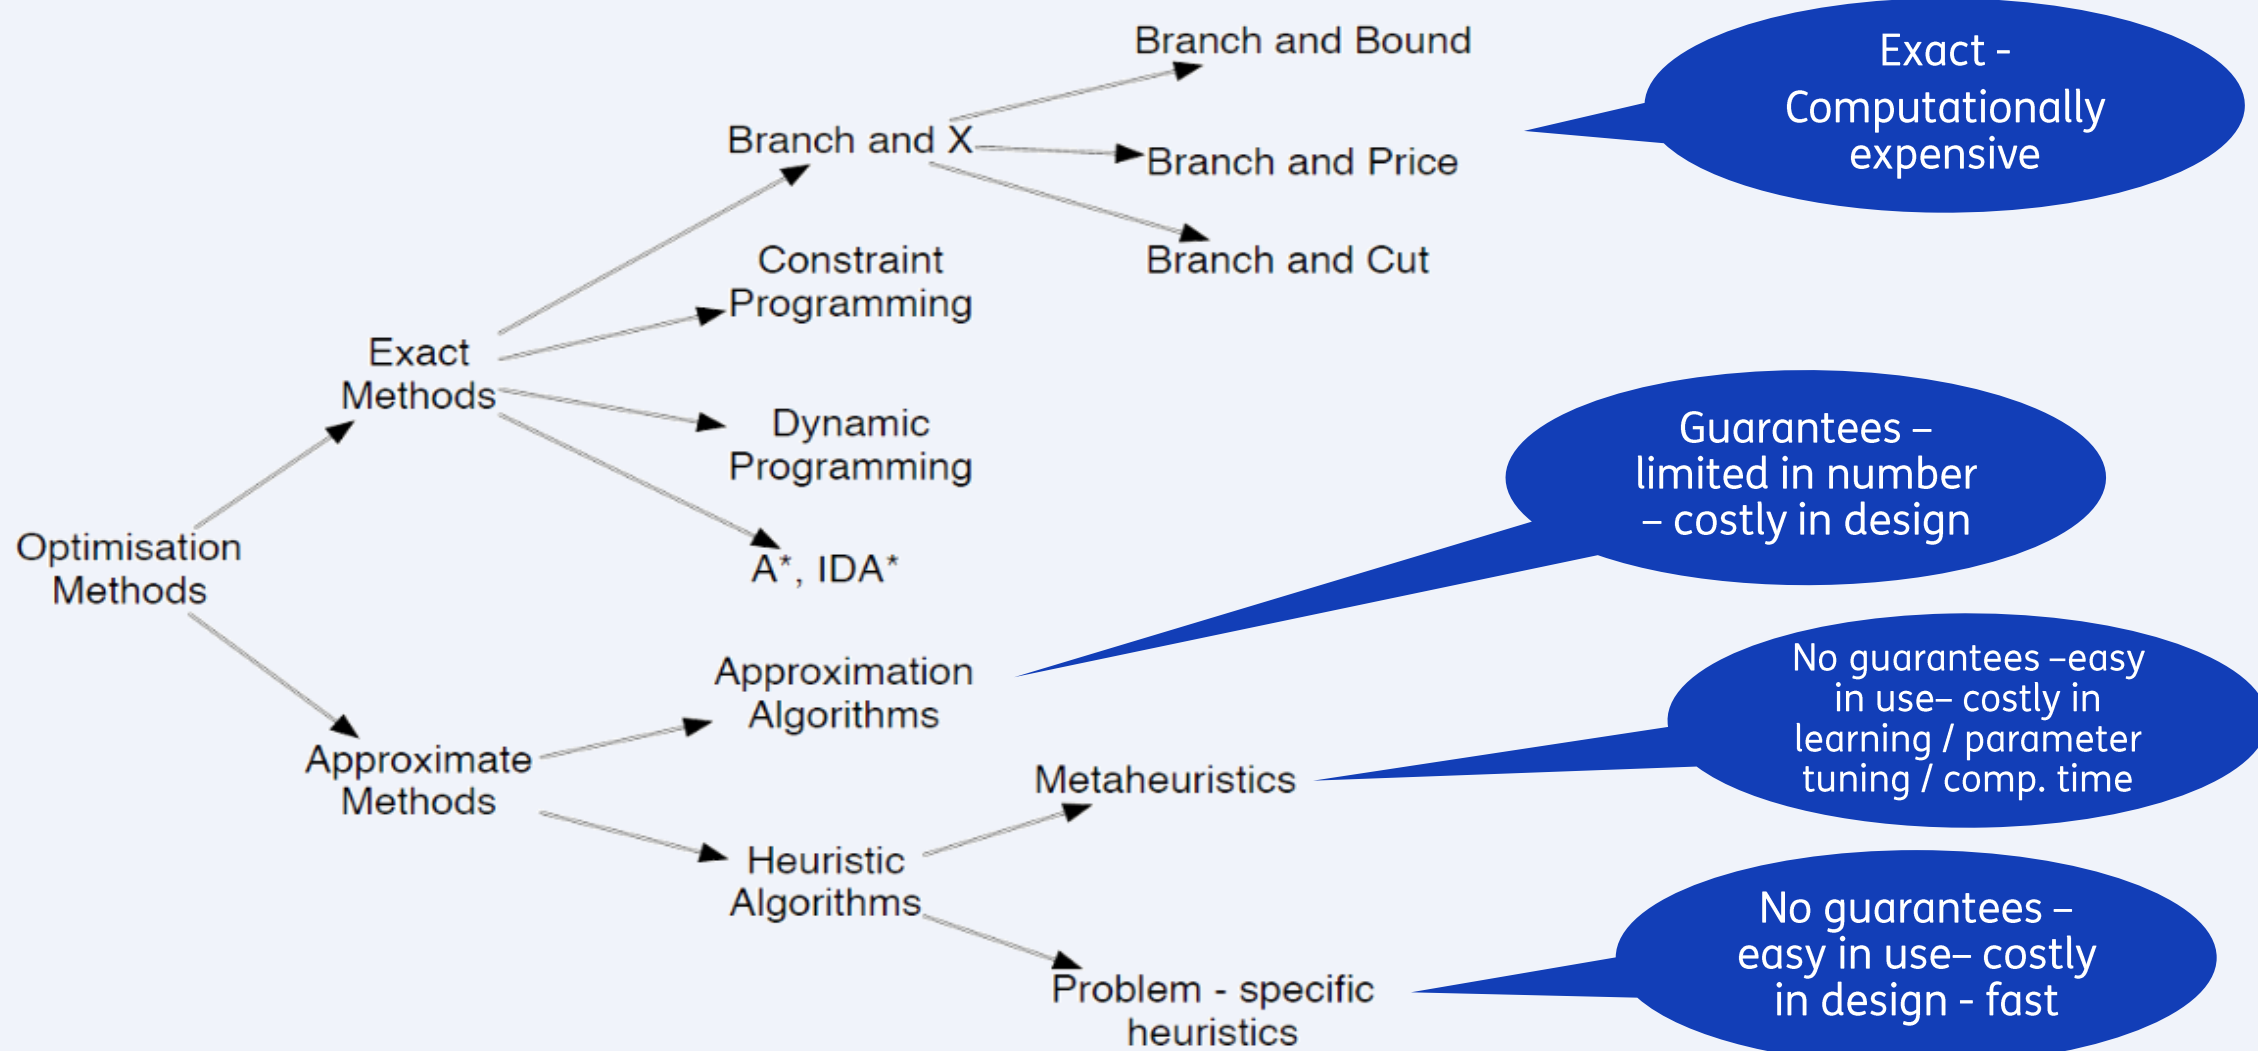 Branch and Bound
Exact -
Computationally
expensive
Branch and X
Branch and Price
Branch and Cut
Constraint
Programming
Exact
Methods
Dynamic
Programming
Guarantees –
limited in number
– costly in design
Optimisation
Methods
A*, IDA*
Approximation
Algorithms
No guarantees –easy
in use– costly in
learning / parameter
tuning / comp. time
Approximate
Methods
Metaheuristics
Heuristic
Algorithms
No guarantees –
easy in use– costly
in design - fast
Problem - specific
heuristics